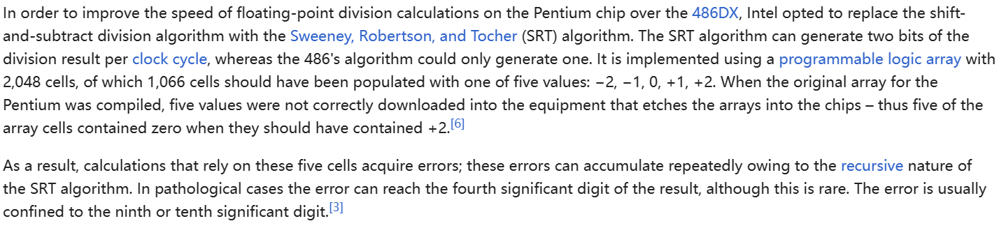 In order to improve the speed of floating-point division calculations on the Pentium chip over the 486DX, Intel opted to replace the shift-
and-subtract division algorithm with the Sweeney, Robertson, and Tocher (SRT) algorithm. The SRT algorithm can generate two bits of the
division result per clock cycle, whereas the 486's algorithm could only generate one. It is implemented using a programmable logic array with
2,048 cells, of which 1,066 cells should have been populated with one of five values: −2, −1, 0, +1, +2. When the original array for the
Pentium was compiled, five values were not correctly downloaded into the equipment that etches the arrays into the chips – thus five of the
array cells contained zero when they should have contained +2.[6]
As a result, calculations that rely on these five cells acquire errors; these errors can accumulate repeatedly owing to the recursive nature of
the SRT algorithm. In pathological cases the error can reach the fourth significant digit of the result, although this is rare. The error is usually
confined to the ninth or tenth significant digit.[3]